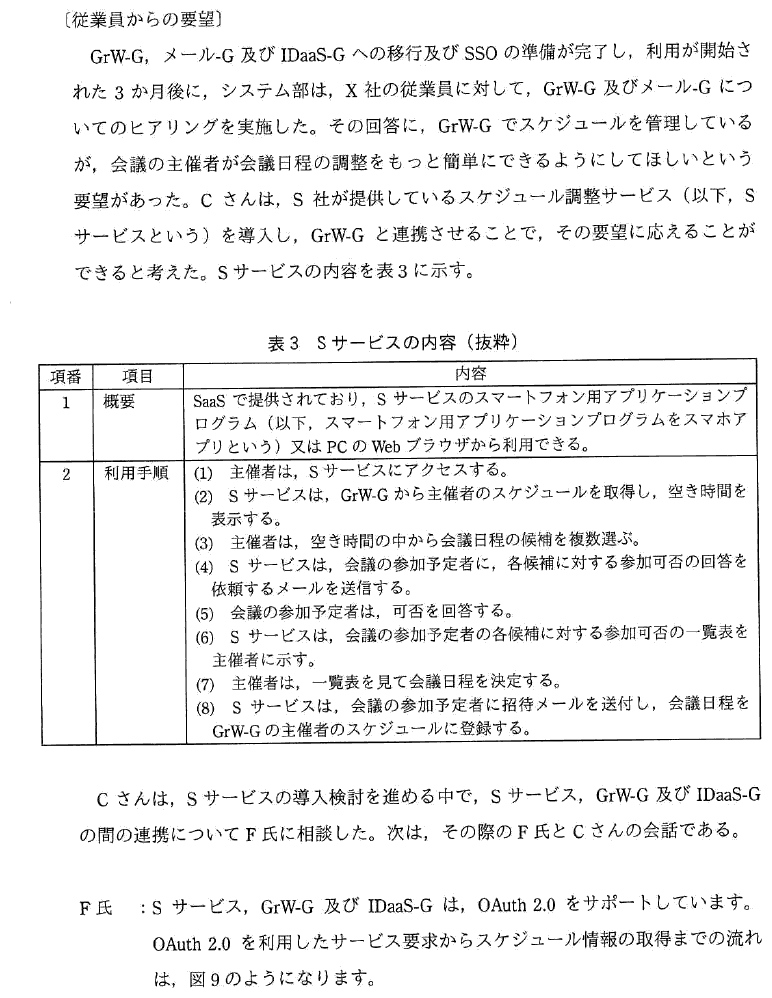 〔従業員からの要望〕
GrW-G，メール-G 及び IDaaS-G への移行及び SSO の準備が完了し，利用が開始さ
れた 3 か月後に，システム部は，X 社の従業員に対して，GrW-G 及びメール-G につ
いてのヒアリングを実施した。その回答に，GrW-G でスケジュールを管理している
が，会議の主催者が会議日程の調整をもっと簡単にできるようにしてほしいという
要望があった。C さんは，S 社が提供しているスケジュール調整サービス（以下，S
サービスという）を導入し，GrW-G と連携させることで，その要望に応えることが
できると考えた。S サービスの内容を表 3 に示す。
表 3 S サービスの内容（抜粋）
項番 項目 内容
1 概要 SaaS で提供されており，S サービスのスマートフォン用アプリケーションプ
ログラム（以下，スマートフォン用アプリケーションプログラムをスマホア
プリという）又は PC の Web ブラウザから利用できる。
2 利用手順 (1) 主催者は，S サービスにアクセスする。
(2) S サービスは，GrW-G から主催者のスケジュールを取得し，空き時間を
表示する。
(3) 主催者は，空き時間の中から会議日程の候補を複数選ぶ。
(4) S サービスは，会議の参加予定者に，各候補に対する参加可否の回答を
依頼するメールを送信する。
(5) 会議の参加予定者は，可否を回答する。
(6) S サービスは，会議の参加予定者の各候補に対する参加可否の一覧表を
主催者に示す。
(7) 主催者は，一覧表を見て会議日程を決定する。
(8) S サービスは，会議の参加予定者に招待メールを送付し，会議日程を
GrW-G の主催者のスケジュールに登録する。
C さんは，S サービスの導入検討を進める中で，S サービス，GrW-G 及び IDaaS-G
の間の連携について F 氏に相談した。次は，その際の F 氏と C さんの会話である。
F 氏 ：S サービス，GrW-G 及び IDaaS-G は，OAuth 2.0 をサポートしています。
OAuth 2.0 を利用したサービス要求からスケジュール情報の取得までの流れ
は，図 9 のようになります。